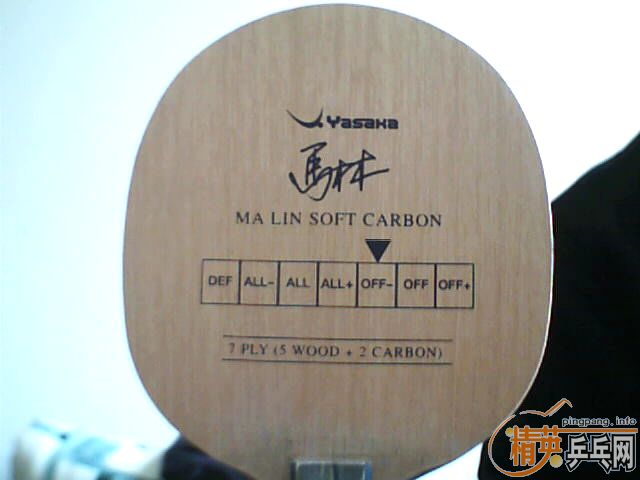 Yasaka
馬林
MA LIN SOFT CARBON
DEF ALL- ALL ALL+ OFF- OFF OFF+
7 PLY (5 WOOD + 2 CARBON)
pingpang.info
精英乒乓网